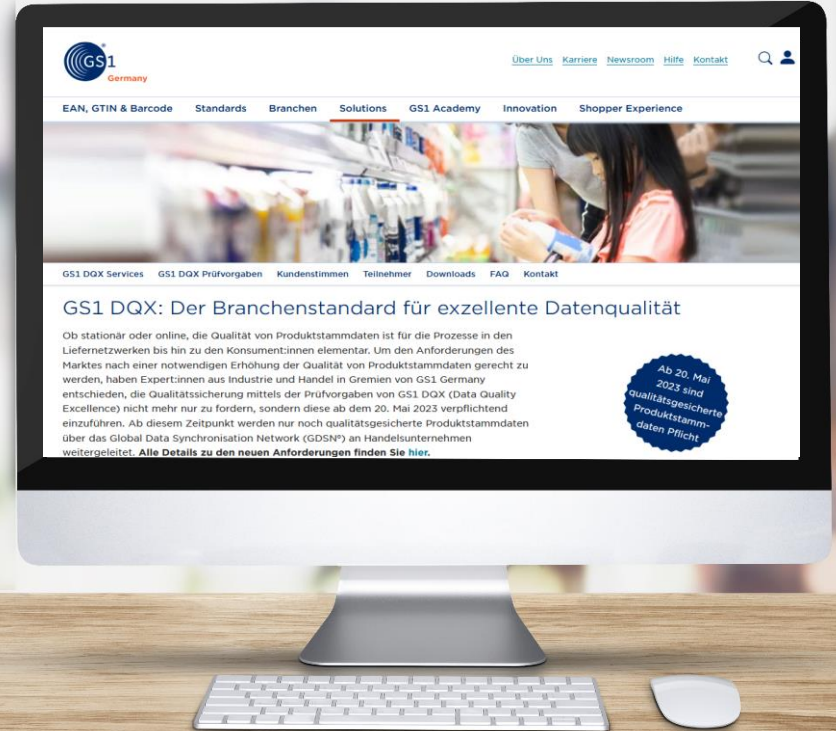 GS1
Germany
Über Uns Karriere Newsroom Hilfe Kontakt
EAN, GTIN & Barcode Standards Branchen Solutions GS1 Academy Innovation Shopper Experience
GS1 DQX Services GS1 DQX Prüfvorgaben Kundenstimmen Teilnehmer Downloads FAQ Kontakt
GS1 DQX: Der Branchenstandard für exzellente Datenqualität
Ob stationär oder online, die Qualität von Produktstammdaten ist für die Prozesse in den
Liefernetzwerken bis hin zu den Konsument:innen elementar. Um den Anforderungen des
Marktes nach einer notwendigen Erhöhung der Qualität von Produktstammdaten gerecht zu
werden, haben Expert:innen aus Industrie und Handel in Gremien von GS1 Germany
entschieden, die Qualitätssicherung mittels der Prüfvorgaben von GS1 DQX (Data Quality
Excellence) nicht mehr nur zu fordern, sondern diese ab dem 20. Mai 2023 verpflichtend
einzuführen. Ab diesem Zeitpunkt werden nur noch qualitätsgesicherte Produktstammdaten
über das Global Data Synchronisation Network (GDSN®) an Handelsunternehmen
weitergeleitet. Alle Details zu den neuen Anforderungen finden Sie hier.
Ab 20. Mai
2023 sind
qualitätsgesicherte
Produktstamm-
daten Pflicht